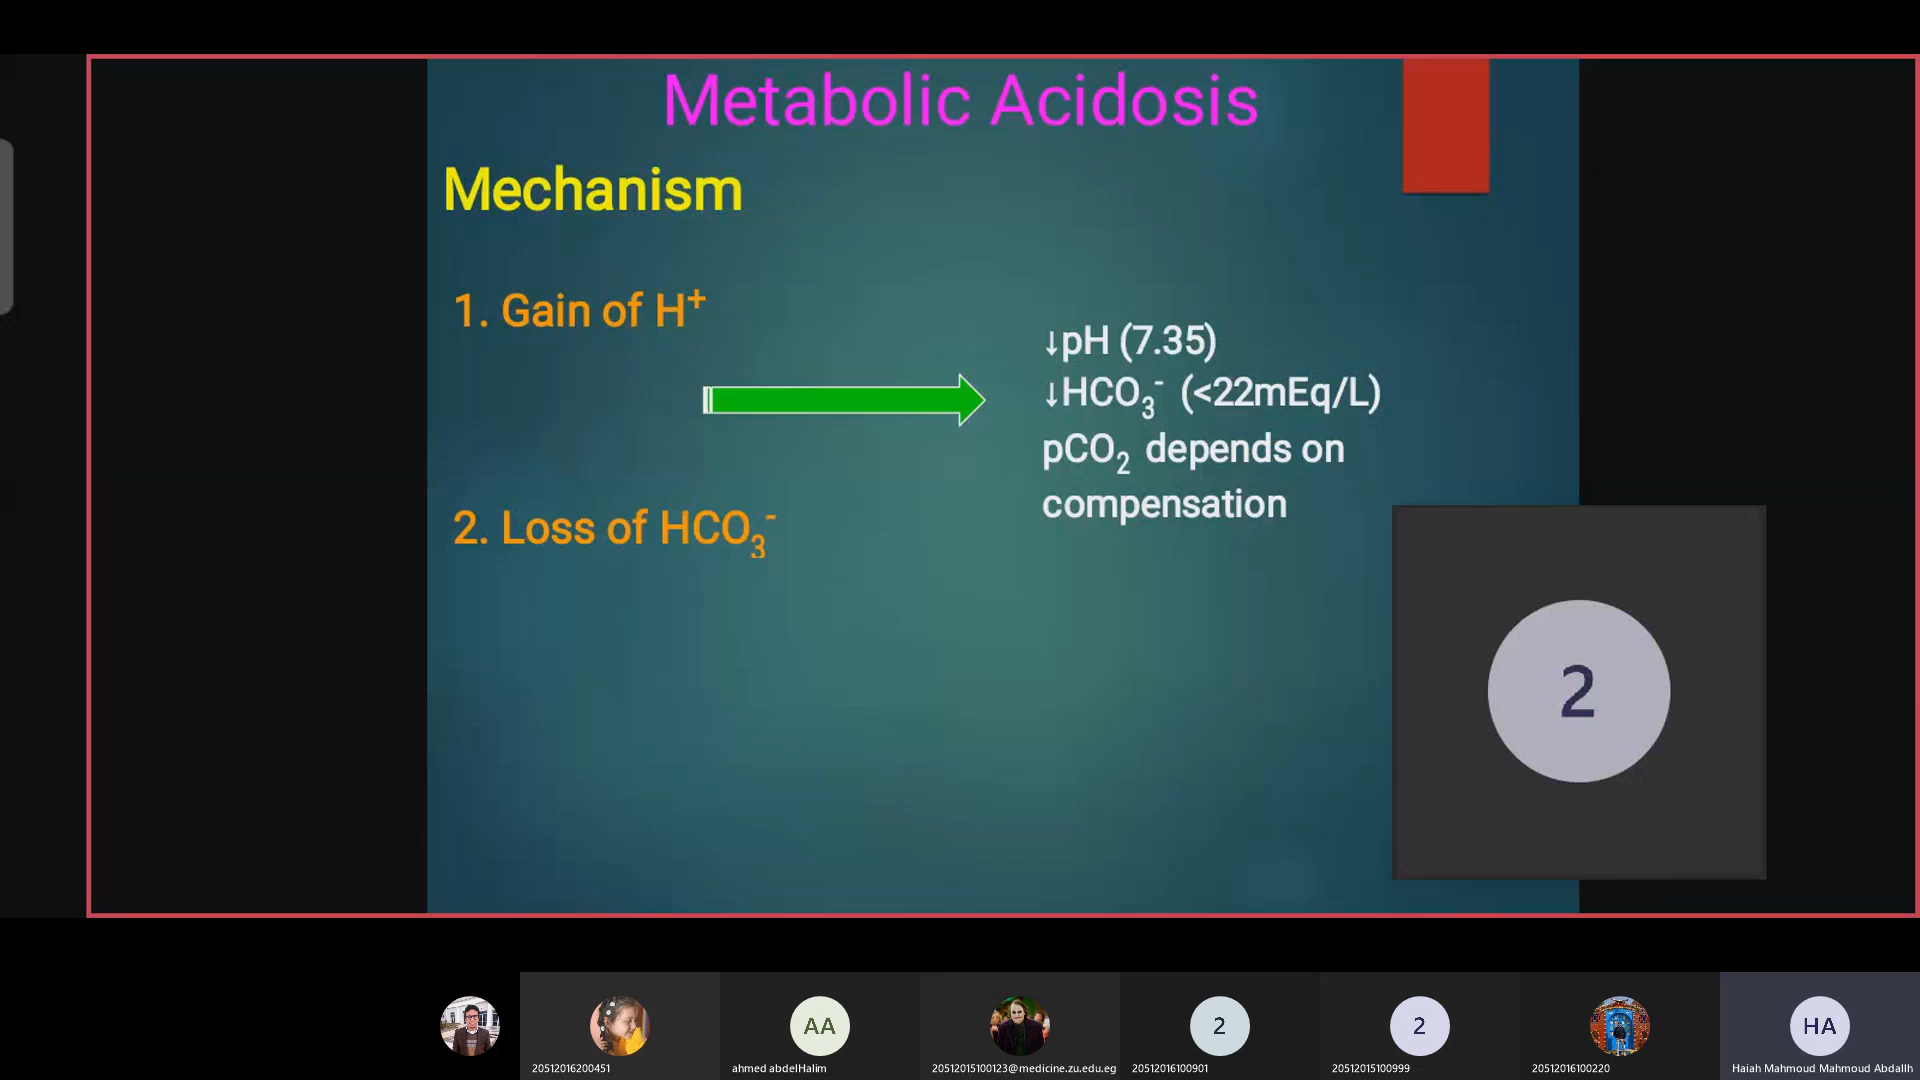 Metabolic Acidosis
Mechanism
1. Gain of H⁺
↓pH (7.35)
↓HCO₃⁻ (<22mEq/L)
pCO₂ depends on
compensation
2. Loss of HCO₃⁻
2
AA
2
2
HA
20512016200451
ahmed abdelHalim
20512015100123@medicine.zu.edu.eg
20512016100901
20512015100999
20512016100220
Haiah Mahmoud Mahmoud Abdallh